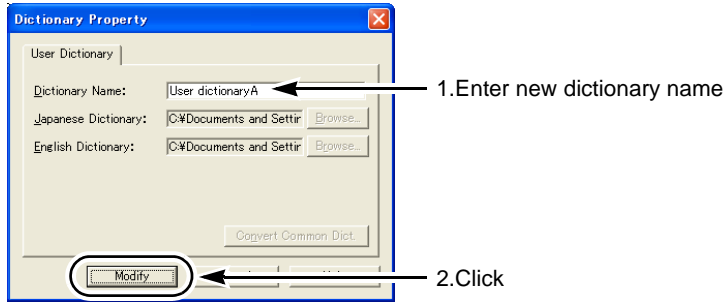 Dictionary Property
User Dictionary
Dictionary Name: User dictionaryA
1.Enter new dictionary name
Japanese Dictionary: C:¥Documents and Settir Browse...
English Dictionary: C:¥Documents and Settir Browse...
Convert Common Dict.
Modify
2.Click